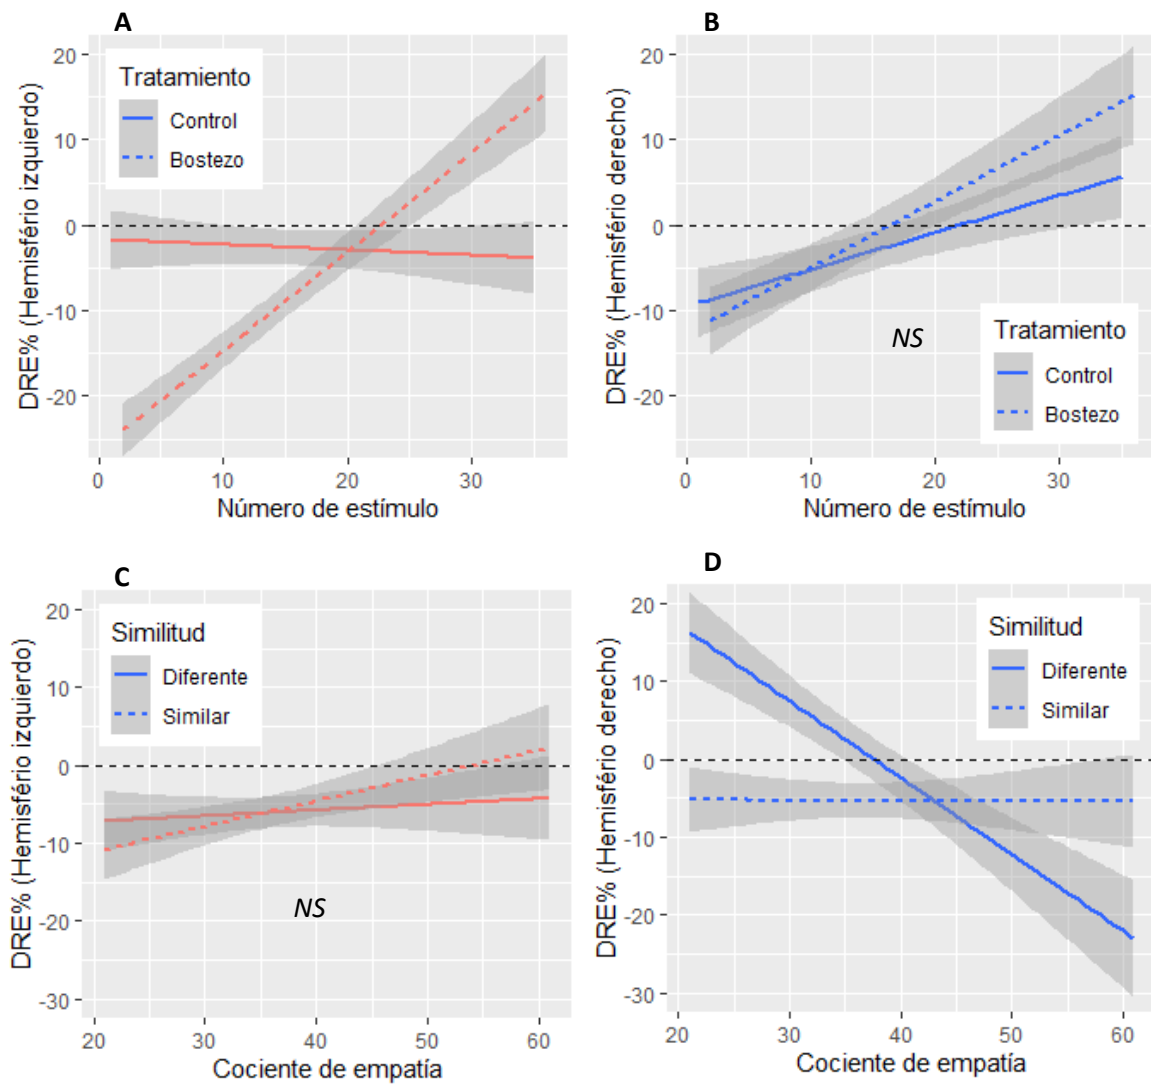 A
DRE% (Hemisfério izquierdo)
20
10
0
-10
-20
Tratamiento
Control
Bostezo
0
10
20
30
Número de estímulo
B
DRE% (Hemisfério derecho)
20
10
0
-10
-20
NS
Tratamiento
Control
Bostezo
0
10
20
30
Número de estímulo
C
DRE% (Hemisfério izquierdo)
20
10
0
-10
-20
-30
Similitud
Diferente
Similar
NS
20
30
40
50
60
Cociente de empatía
D
DRE% (Hemisfério derecho)
20
10
0
-10
-20
-30
Similitud
Diferente
Similar
20
30
40
50
60
Cociente de empatía